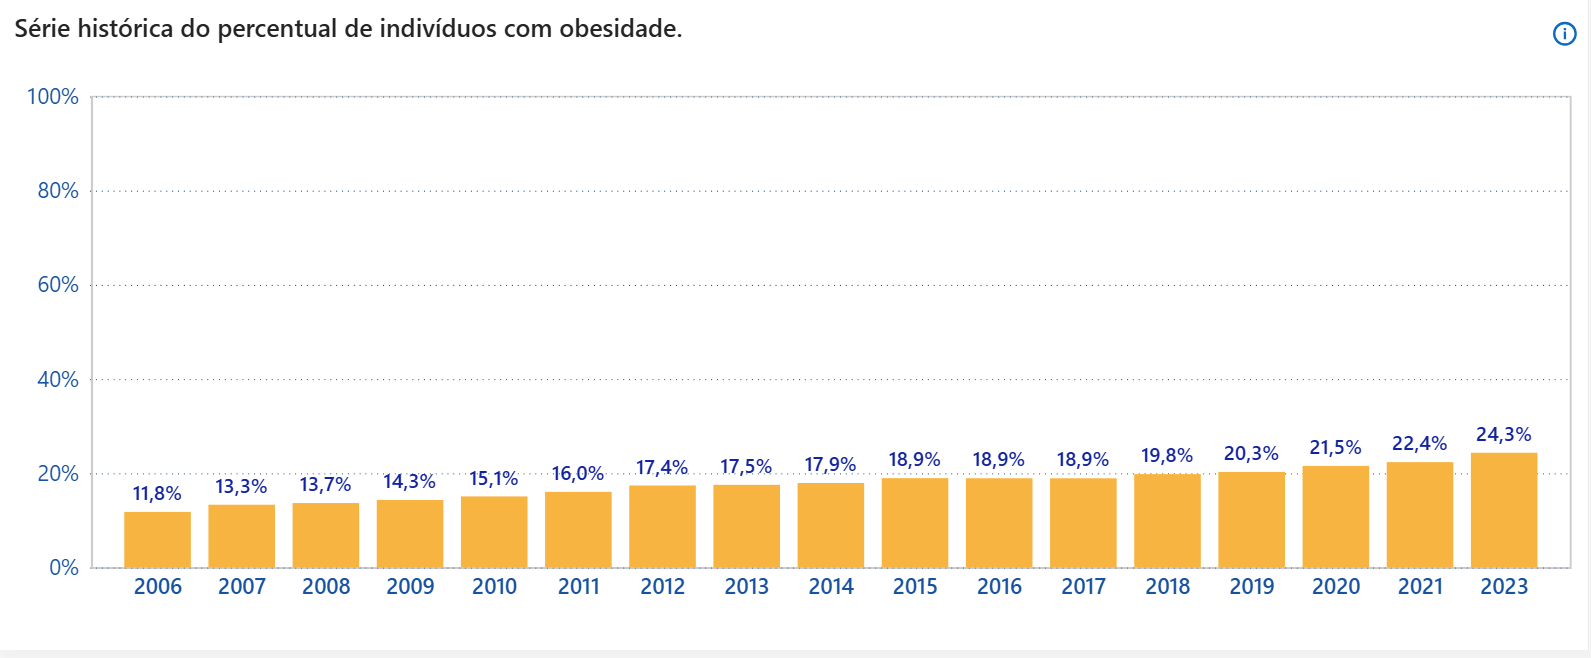 Série histórica do percentual de indivíduos com obesidade.
100%
80%
60%
40%
20%
0%
11,8% 13,3% 13,7% 14,3% 15,1% 16,0% 17,4% 17,5% 17,9% 18,9% 18,9% 18,9% 19,8% 20,3% 21,5% 22,4% 24,3%
2006 2007 2008 2009 2010 2011 2012 2013 2014 2015 2016 2017 2018 2019 2020 2021 2023